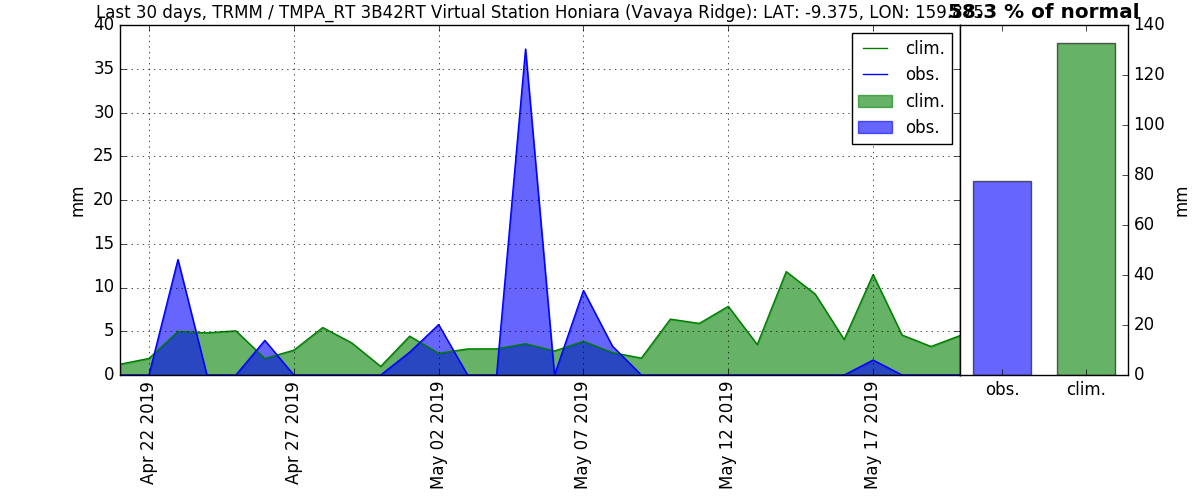 Last 30 days, TRMM / TMPA_RT 3B42RT Virtual Station Honiara (Vavaya Ridge): LAT: -9.375, LON:
58.3 % of normal
40
35
30
25
20
15
10
5
0
mm
clim.
obs.
clim.
obs.
Apr 22 2019
Apr 27 2019
May 02 2019
May 07 2019
May 12 2019
May 17 2019
140
120
100
80
60
40
20
0
mm
obs.
clim.